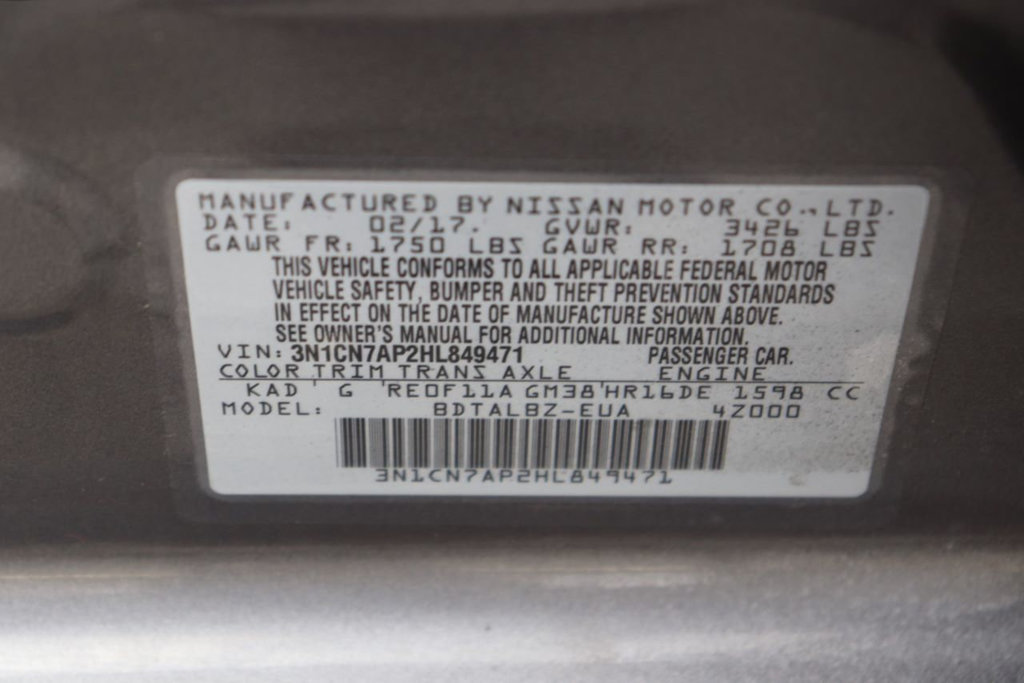 MANUFACTURED BY NISSAN MOTOR CO., LTD.
DATE: 02/17. GVWR: 3426 LBS
GAWR FR: 1750 LBS GAWR RR: 1708 LBS
THIS VEHICLE CONFORMS TO ALL APPLICABLE FEDERAL MOTOR
VEHICLE SAFETY, BUMPER AND THEFT PREVENTION STANDARDS
IN EFFECT ON THE DATE OF MANUFACTURE SHOWN ABOVE.
SEE OWNER'S MANUAL FOR ADDITIONAL INFORMATION.
VIN: 3N1CN7AP2HL849471 PASSENGER CAR.
COLOR TRIM TRANS AXLE ENGINE
KAD ' G 'RE0F11A GM38'HR16DE 1598 CC
MODEL: BDTALBZ-EUA 4Z000
3N1CN7AP2HL849471